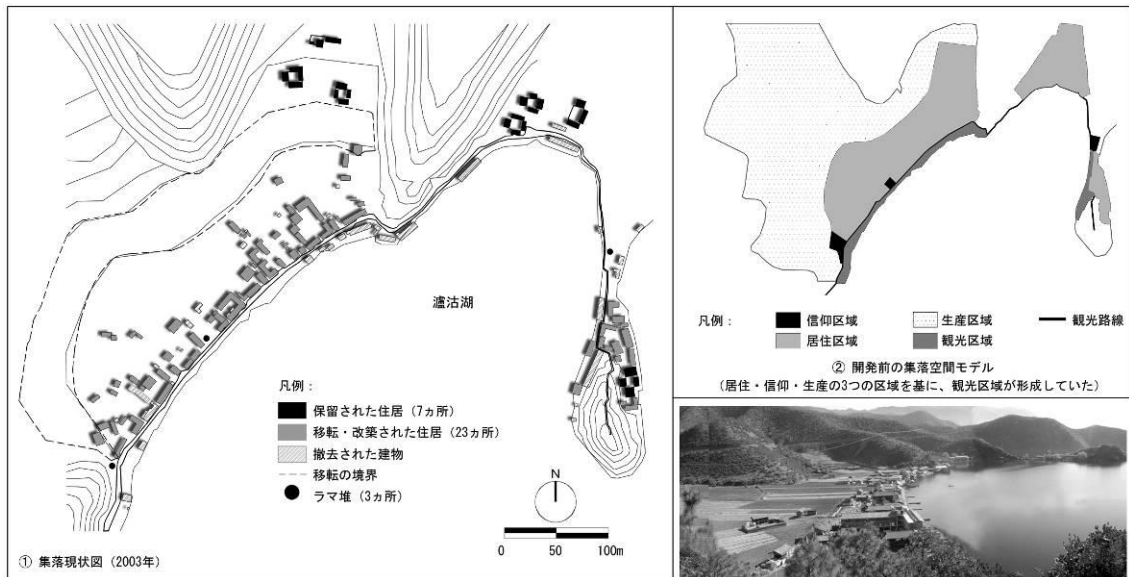 瀘沽湖
凡例：
保留された住居 (7ヵ所)
移転・改築された住居 (23ヵ所)
撤去された建物
移転の境界
ラマ堆 (3ヵ所)
N
0 50 100m
① 集落現状図 (2003年)
凡例：
信仰区域
生産区域
観光路線
居住区域
観光区域
② 開発前の集落空間モデル
(居住・信仰・生産の3つの区域を基に、観光区域が形成していた)